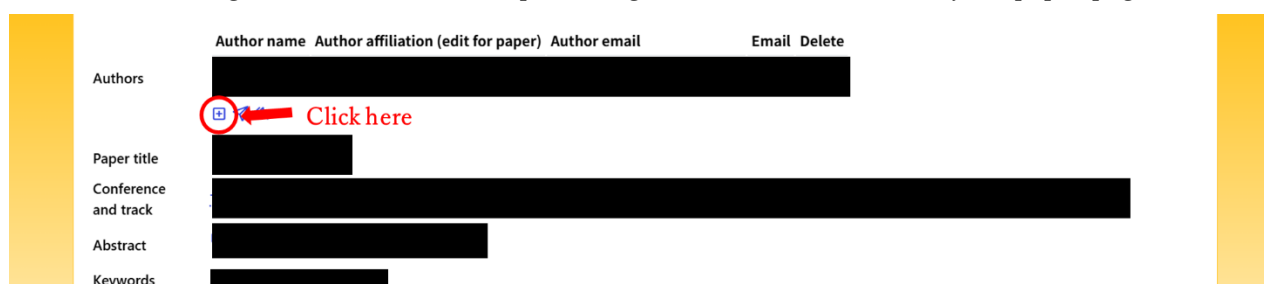 Author name Author affiliation (edit for paper) Author email Email Delete
Authors
Click here
Paper title
Conference
and track
Abstract
Keywords